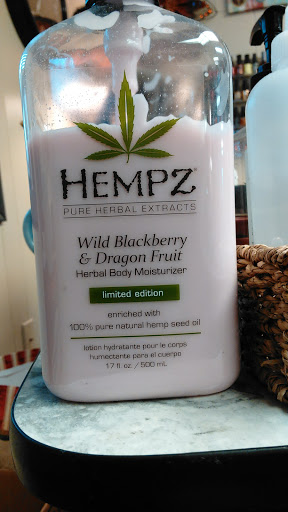 HEMPZ
PURE HERBAL EXTRACTS
Wild Blackberry
& Dragon Fruit
Herbal Body Moisturizer
limited edition
enriched with
100% pure natural hemp seed oil
lotion hydratante pour le corps
humectante para el cuerpo
17 fl. oz. / 500 mL